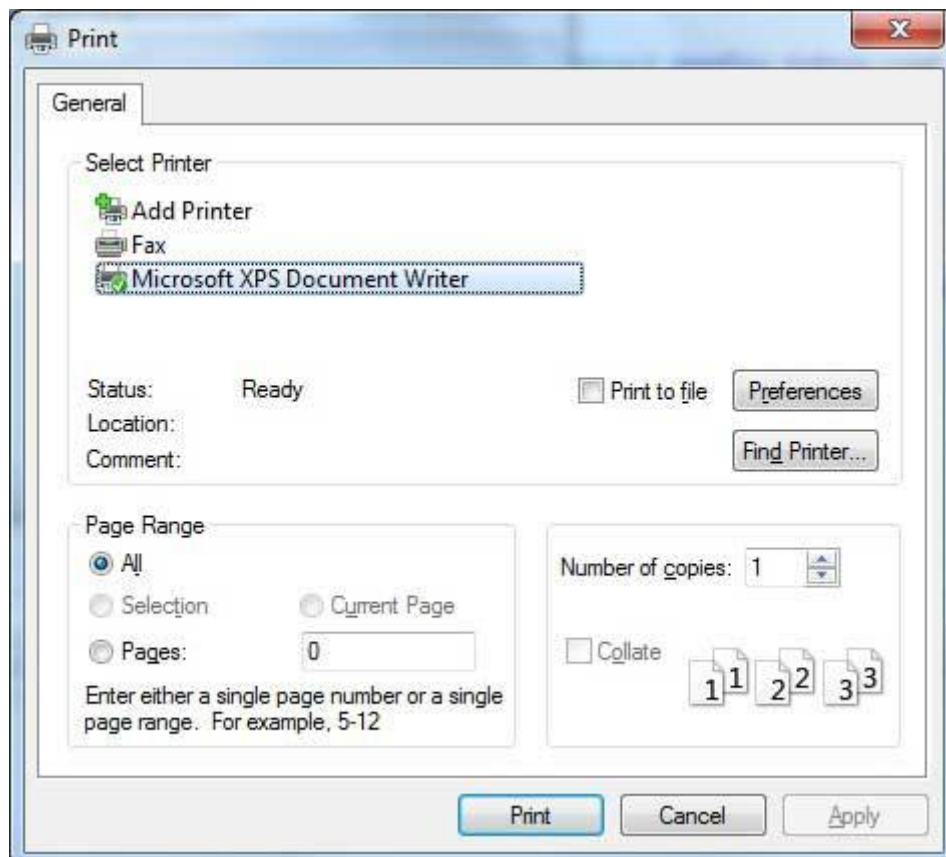 Print
X
General
Select Printer
Add Printer
Fax
Microsoft XPS Document Writer
Status: Ready
Print to file
Preferences
Location:
Comment:
Find Printer...
Page Range
All
Selection
Current Page
Pages: 0
Enter either a single page number or a single
page range. For example, 5-12
Number of copies: 1
Collate
1 1 2 2 3 3
Print
Cancel
Apply